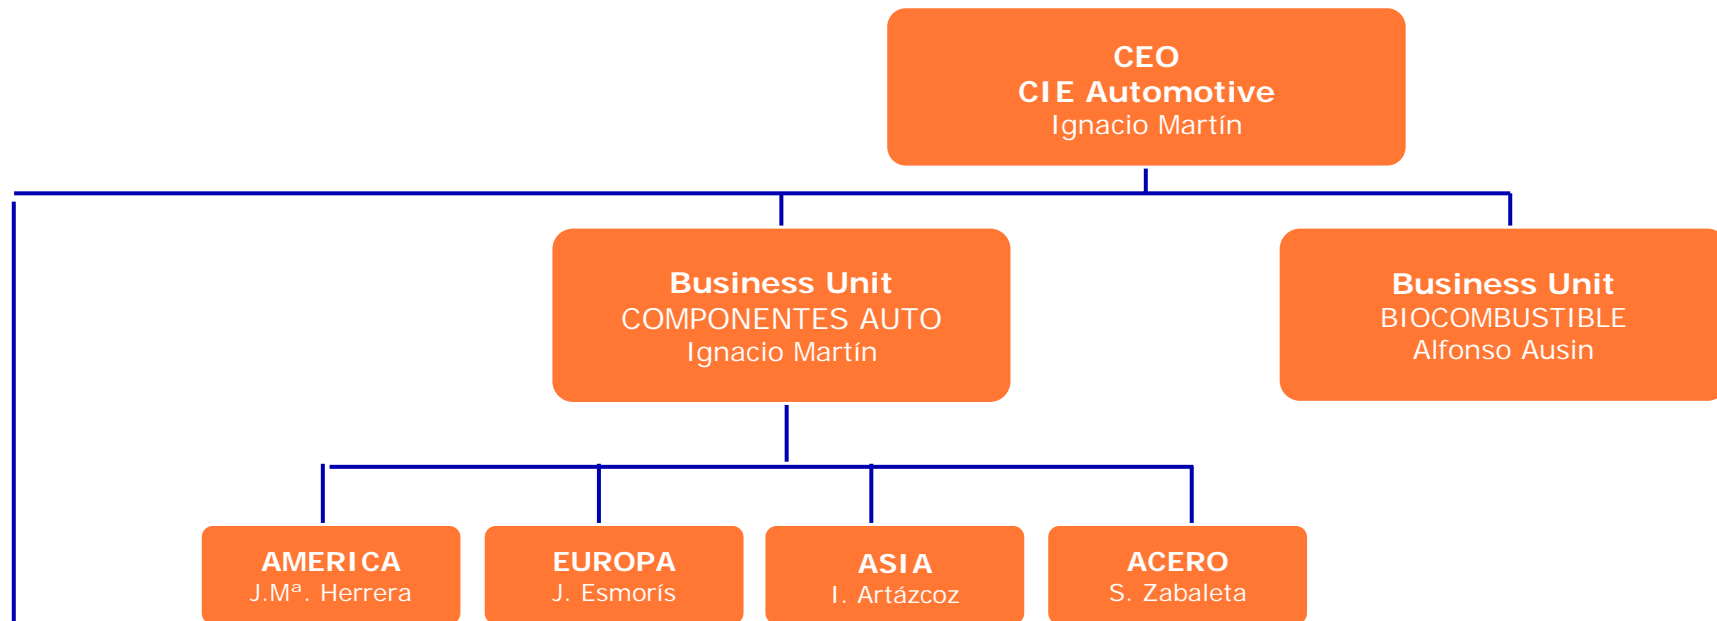 CEO
CIE Automotive
Ignacio Martín
Business Unit
COMPONENTES AUTO
Ignacio Martín
Business Unit
BIOCOMBUSTIBLE
Alfonso Ausin
AMERICA
J.Mª. Herrera
EUROPA
J. Esmorís
ASIA
I. Artázcoz
ACERO
S. Zabaleta